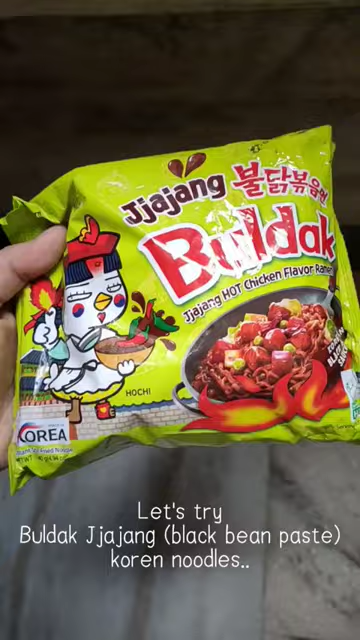 Jjajang 불닭볶음면
Buldak
Jjajang HOT Chicken Flavor Ramen
HOCHI
KOREA
Let's try
Buldak Jjajang (black bean paste)
koren noodles..